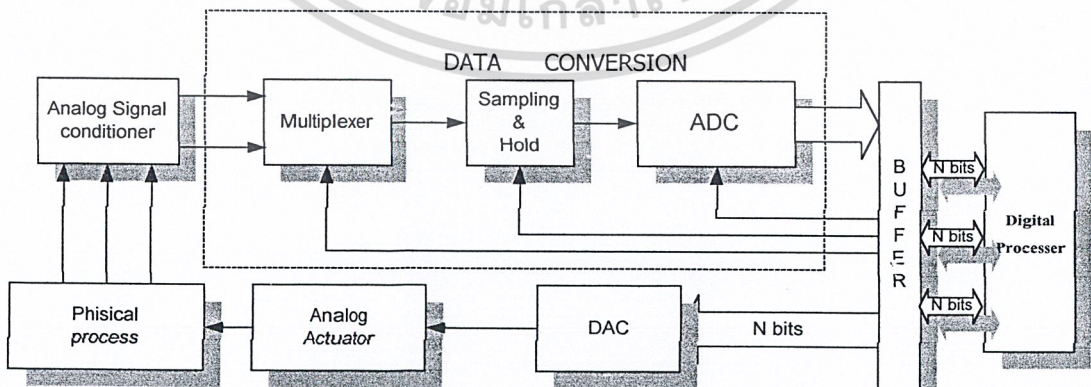 DATA CONVERSION
Analog Signal
conditioner
Multiplexer
Sampling
&
Hold
ADC
B
U
F
F
E
R
N bits
N bits
N bits
Digital
Processer
Phisical
process
Analog
Actuator
DAC
N bits